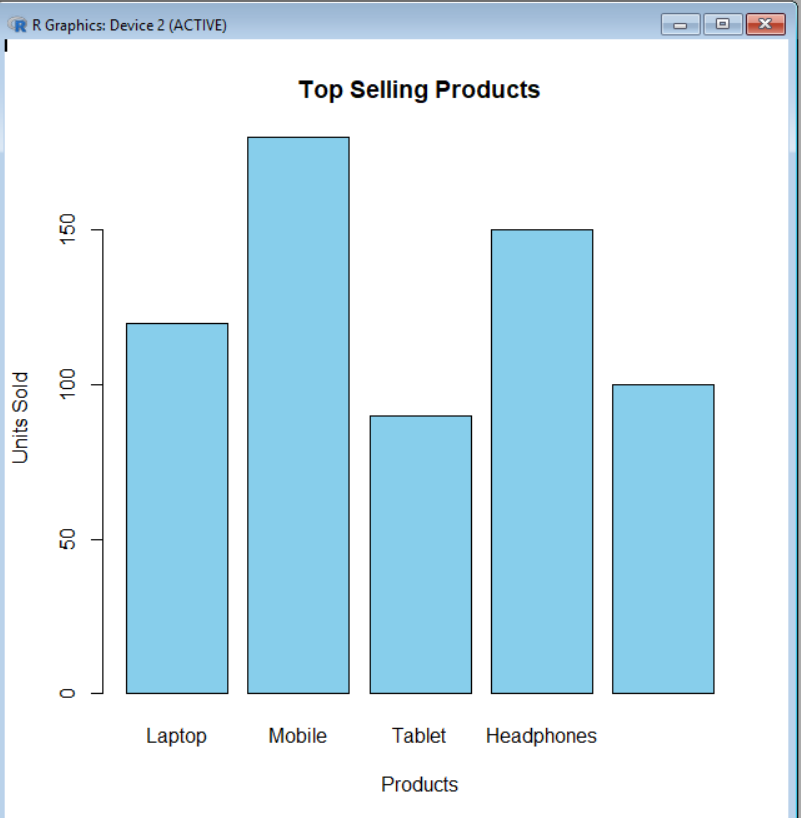 R Graphics: Device 2 (ACTIVE)
Top Selling Products
Units Sold
150
100
50
0
Laptop Mobile Tablet Headphones
Products